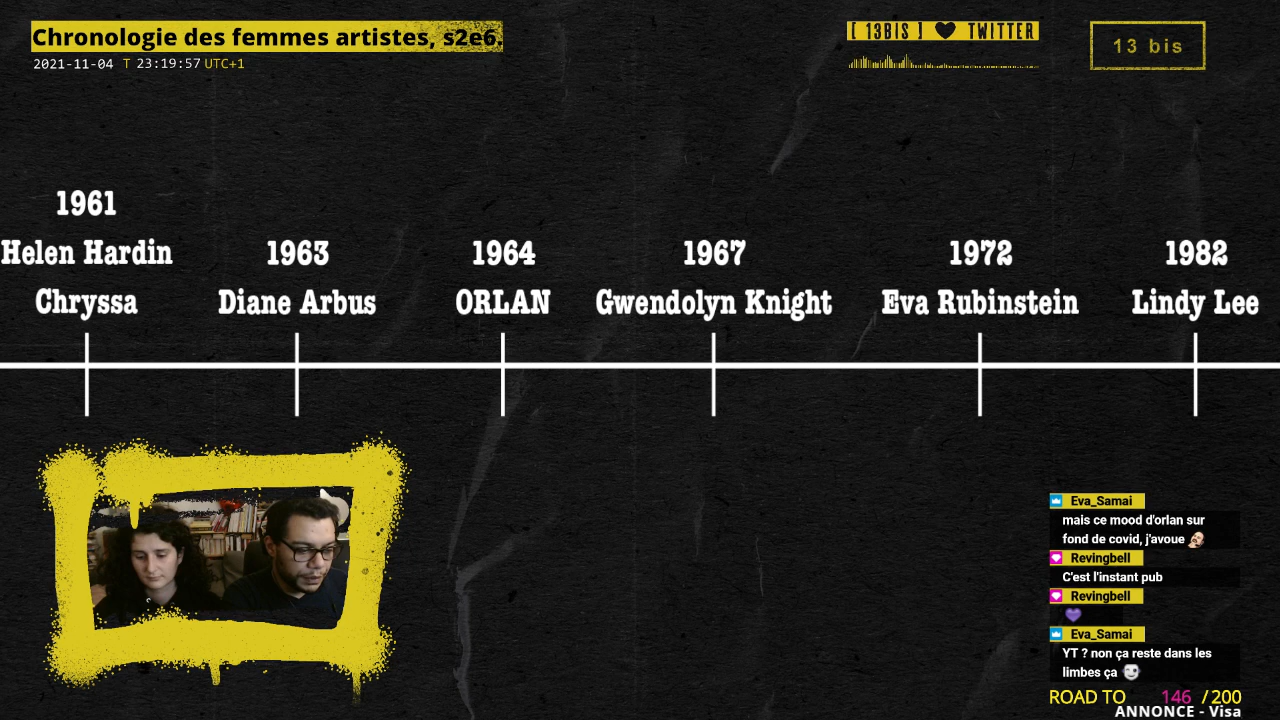 Chronologie des femmes artistes, s2e6.
2021-11-04 T 23:19:57 UTC+1
[ 13BIS ] TWITTER
13 bis
1961
Helen Hardin
Chryssa
1963
Diane Arbus
1964
ORLAN
1967
Gwendolyn Knight
1972
Eva Rubinstein
1982
Lindy Lee
Eva_Samai
mais ce mood d'orlan sur
fond de covid, j'avoue
Revingbell
C'est l'instant pub
Revingbell
Eva_Samai
YT ? non ça reste dans les
limbes ça
ROAD TO 146 / 200
ANNONCE - Visa